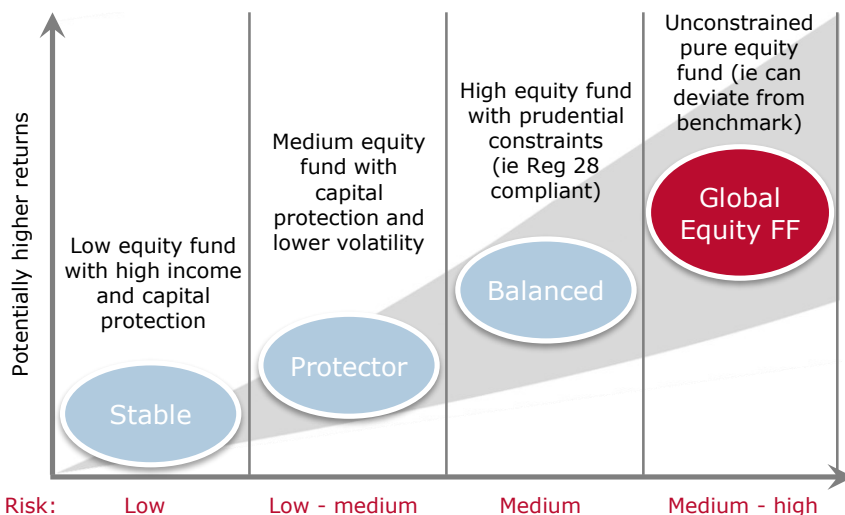 Potentially higher returns
Low equity fund
with high income
and capital
protection
Stable
Medium equity
fund with
capital
protection and
lower volatility
Protector
High equity fund
with prudential
constraints
(ie Reg 28
compliant)
Balanced
Unconstrained
pure equity
fund (ie can
deviate from
benchmark)
Global
Equity FF
Risk: Low Low - medium Medium Medium - high